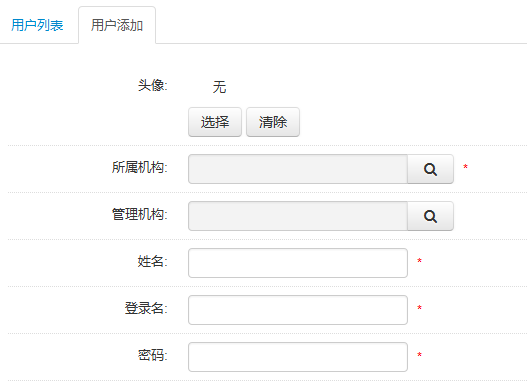 用户列表 用户添加
头像: 无
选择 清除
所属机构: *
管理机构:
姓名: *
登录名: *
密码: *